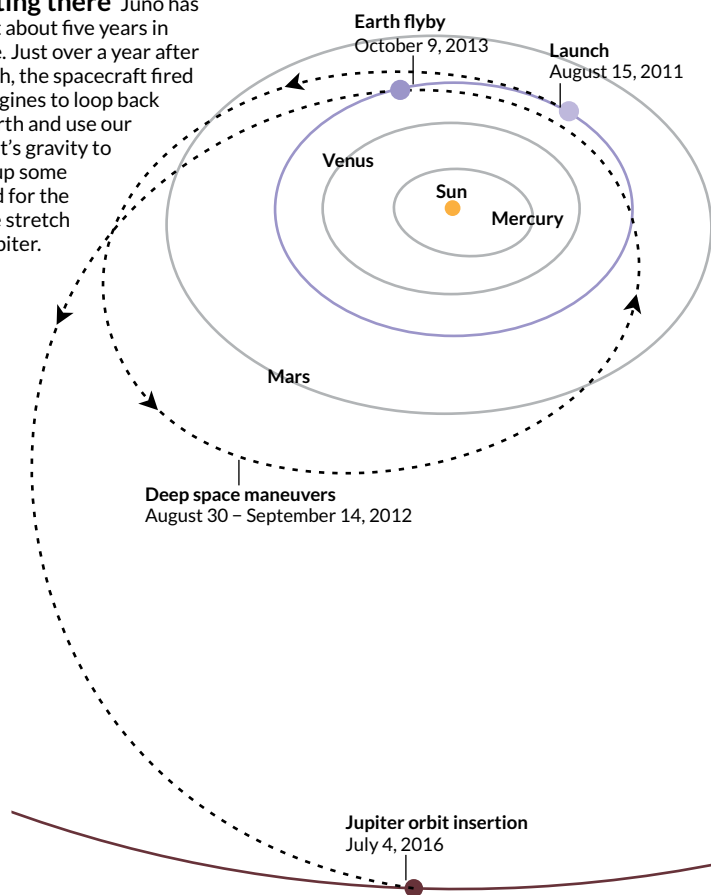 ting there Juno has
t about five years in
e. Just over a year after
h, the spacecraft fired
gines to loop back
rth and use our
t’s gravity to
up some
d for the
e stretch
piter.
Earth flyby
October 9, 2013
Launch
August 15, 2011
Venus
Sun
Mercury
Mars
Deep space maneuvers
August 30 – September 14, 2012
Jupiter orbit insertion
July 4, 2016